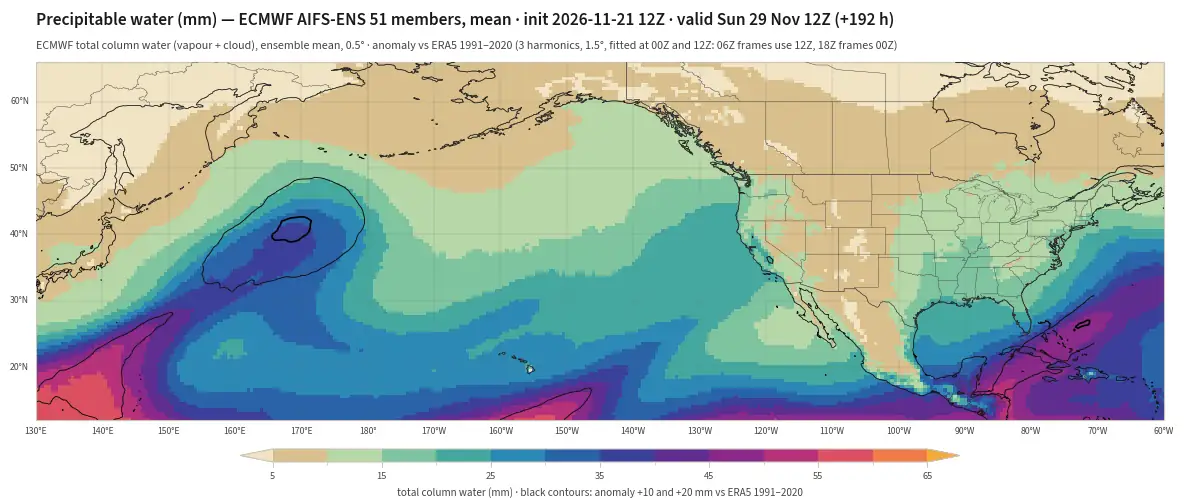 Precipitable water (mm) — ECMWF AIFS-ENS 51 members, mean · init 2026-11-21 12Z · valid Sun 29 Nov 12Z (+192 h)
ECMWF total column water (vapour + cloud), ensemble mean, 0.5° · anomaly vs ERA5 1991–2020 (3 harmonics, 1.5°, fitted at 00Z and 12Z: 06Z frames use 12Z, 18Z frames 00Z)
60°N
50°N
40°N
30°N
20°N
130°E 140°E 150°E 160°E 170°E 180° 170°W 160°W 150°W 140°W 130°W 120°W 110°W 100°W 90°W 80°W 70°W 60°W
5 15 25 35 45 55 65
total column water (mm) · black contours: anomaly +10 and +20 mm vs ERA5 1991–2020